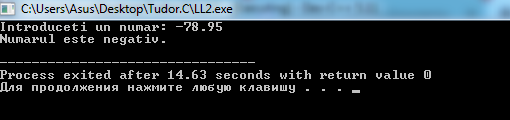 C:\Users\Asus\Desktop\Tudor.C\LL2.exe
Introduceti un numar: -78.95
Numarul este negativ.
--------------------------------
Process exited after 14.63 seconds with return value 0
Для продолжения нажмите любую клавишу . . . _